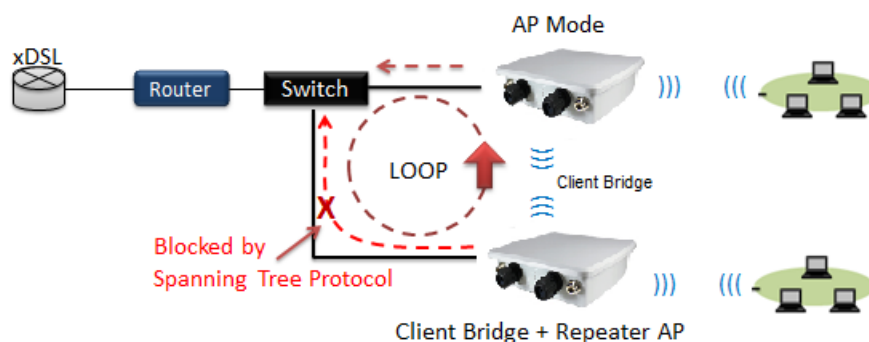 AP Mode
xDSL
Router
Switch
LOOP
Client Bridge
X
Blocked by
Spanning Tree Protocol
Client Bridge + Repeater AP